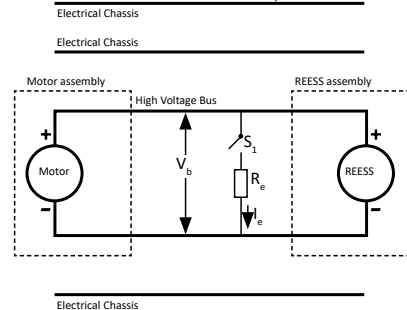 Electrical Chassis
Electrical Chassis
Motor assembly
REESS assembly
High Voltage Bus
+
+
S1
Vb
Motor
Re
REESS
Ie
−
−
Electrical Chassis